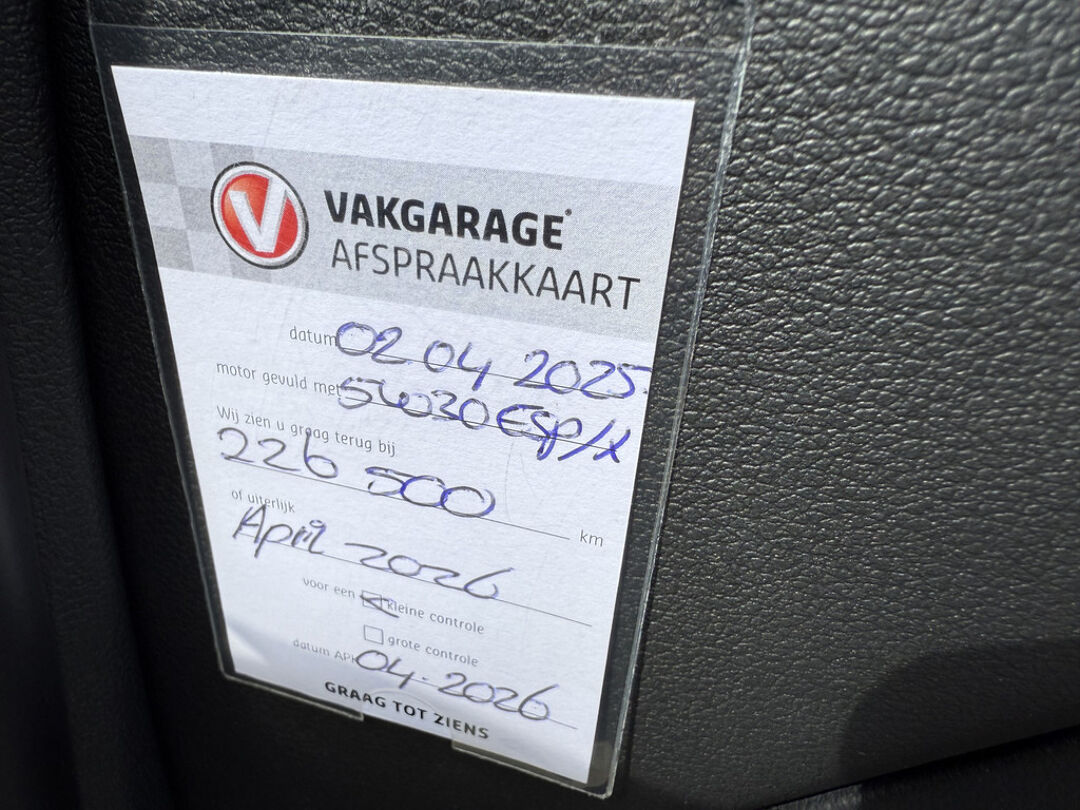 V VAKGARAGE
AFSPRAAKKAART
datum 02 04 2025
motor gevuld met 5W030 ESP/X
Wij zien u graag terug bij
226 500 km
of uiterlijk
April 2026
voor een kleine controle
grote controle
datum APK 04-2026
GRAAG TOT ZIENS